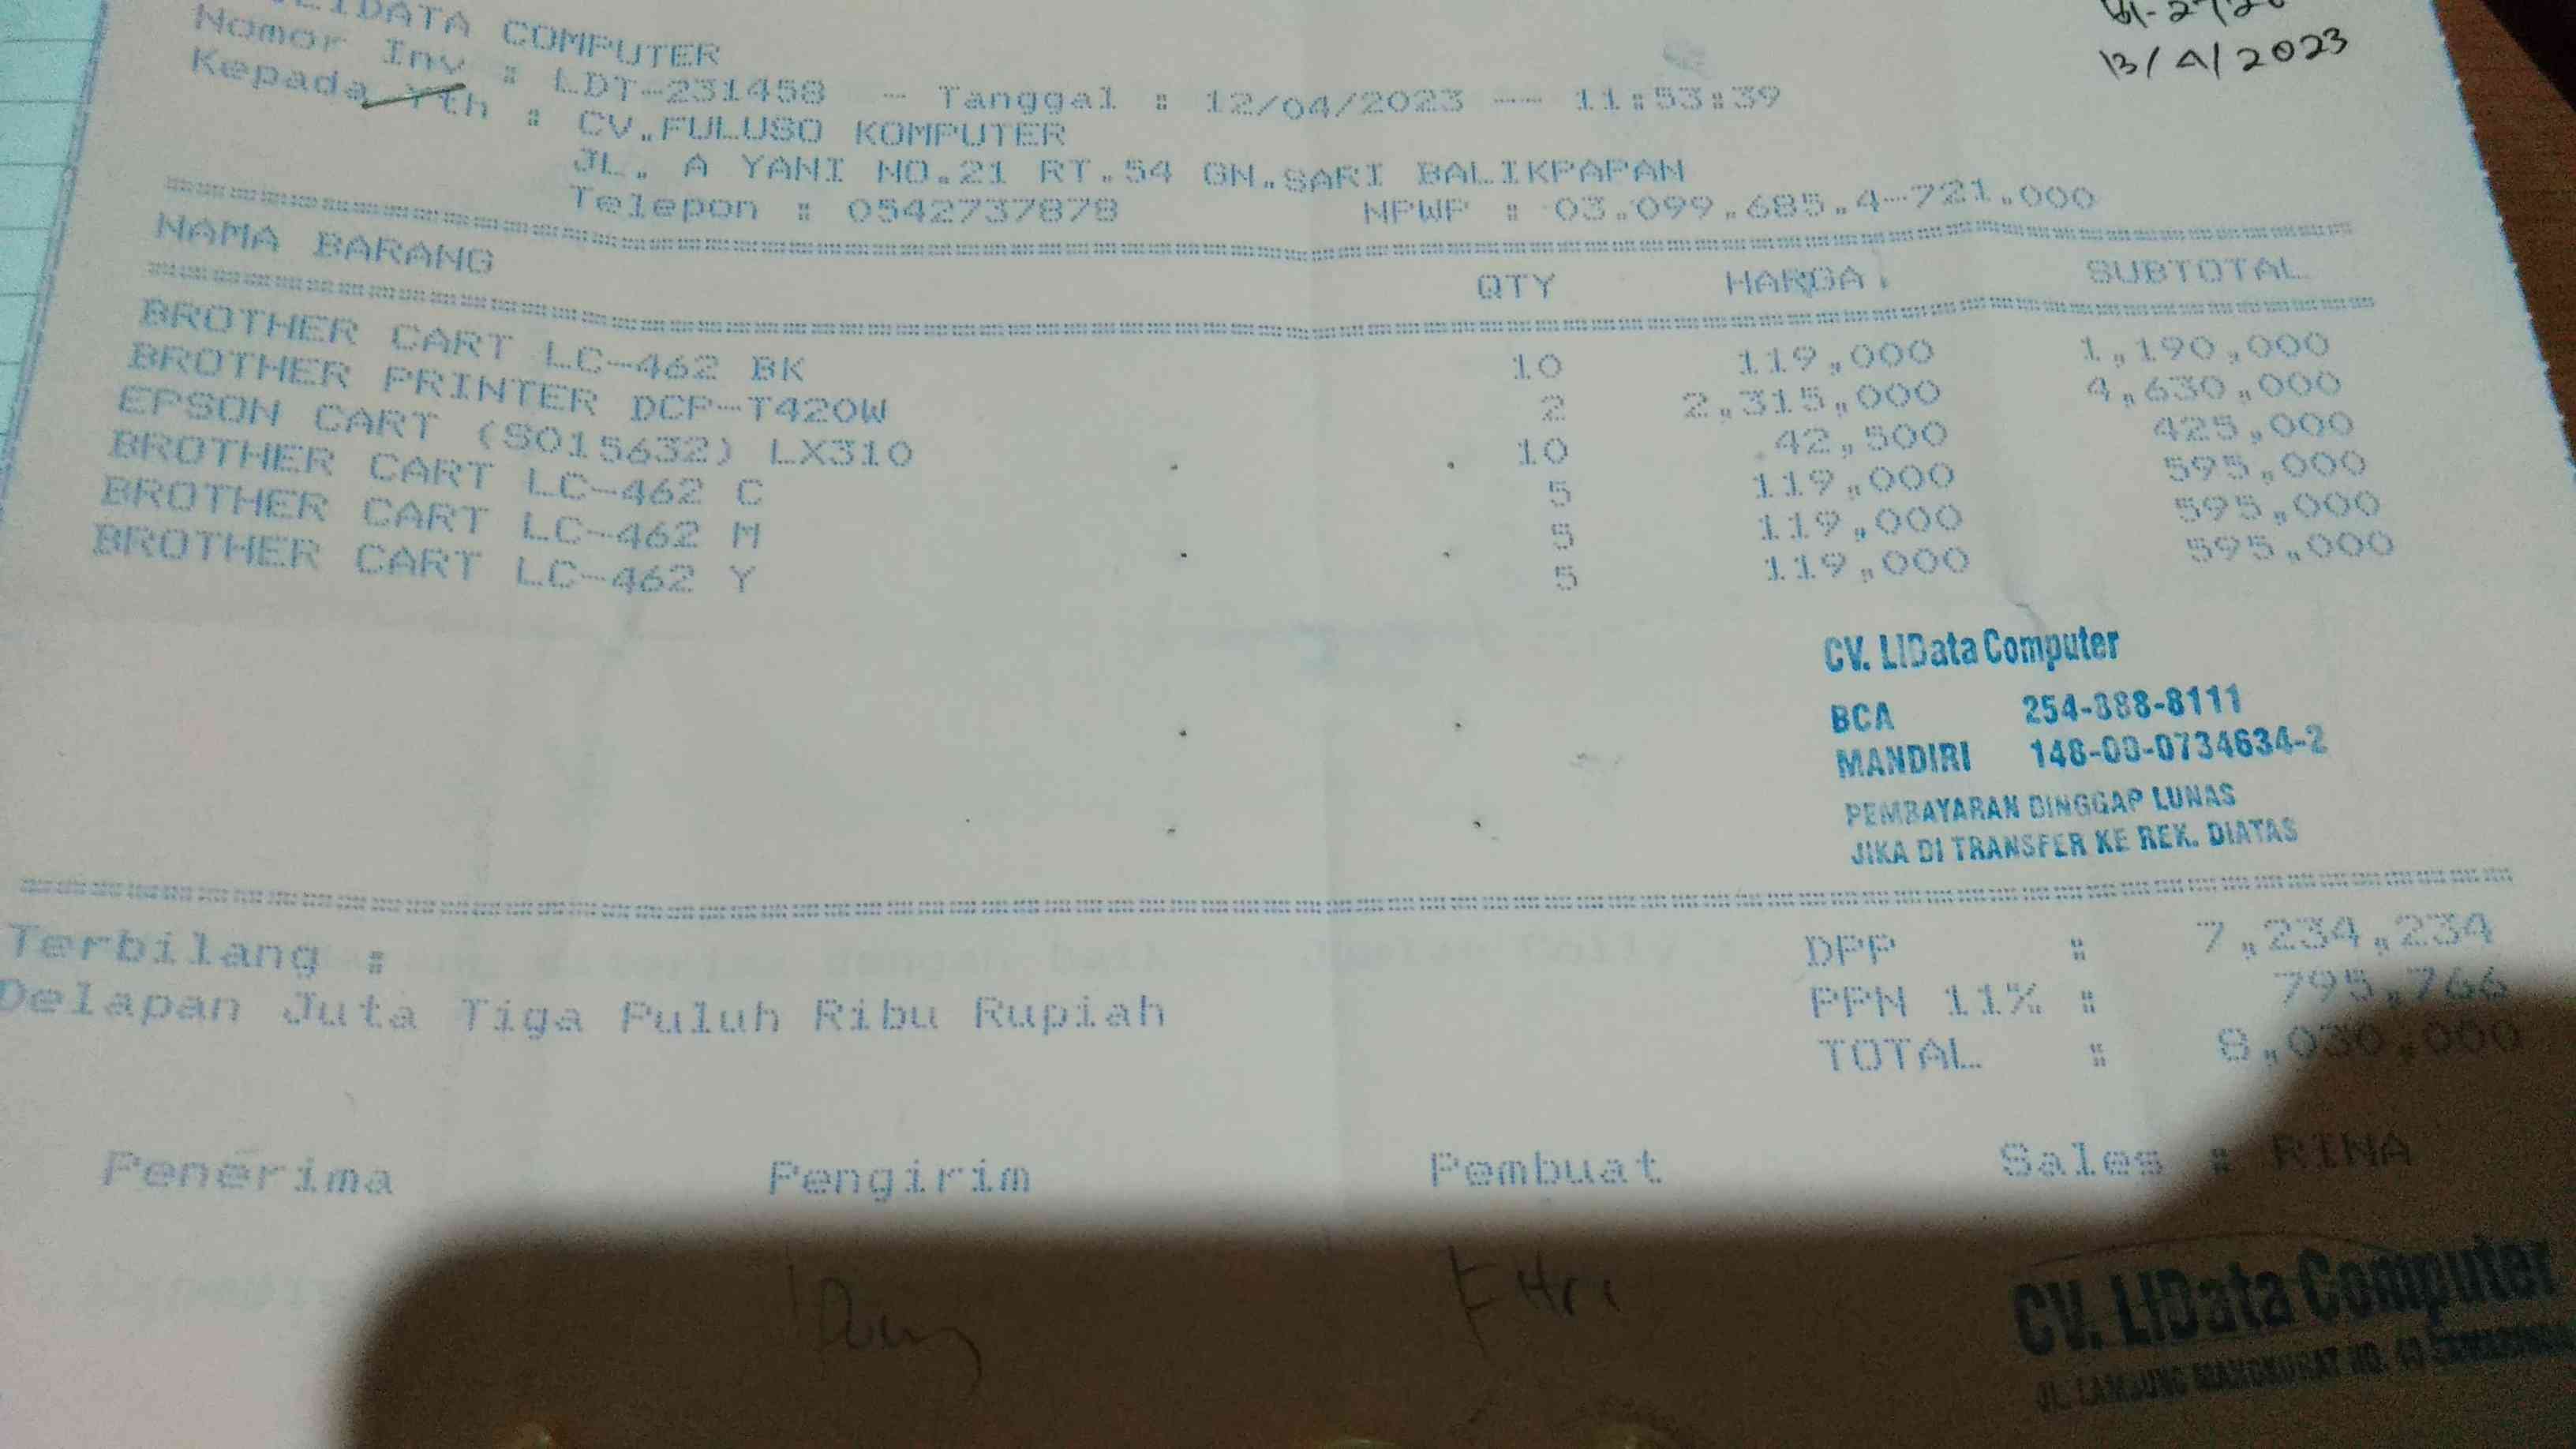 LIDATA COMPUTER
Nomor Inv : LDT-231458 - Tanggal : 12/04/2023 -- 11:53:39
13/4/2023
Kepada Yth : CV.FULUSO KOMPUTER
JL. A YANI NO.21 RT.54 GN.SARI BALIKPAPAN
Telepon : 0542737878 NPWP : 03.099.685.4-721.000
NAMA BARANG QTY HARGA SUBTOTAL
BROTHER CART LC-462 BK 10 119,000 1,190,000
BROTHER PRINTER DCP-T420W 2 2,315,000 4,630,000
EPSON CART (S015632) LX310 10 42,500 425,000
BROTHER CART LC-462 C 5 119,000 595,000
BROTHER CART LC-462 M 5 119,000 595,000
BROTHER CART LC-462 Y 5 119,000 595,000
CV. LIData Computer
BCA 254-888-8111
MANDIRI 148-00-0734634-2
PEMBAYARAN DINGGAP LUNAS
JIKA DI TRANSFER KE REK. DIATAS
Terbilang :
Delapan Juta Tiga Puluh Ribu Rupiah
DPP : 7,234,234
PPN 11% : 795,766
TOTAL : 8,030,000
Penerima Pengirim Pembuat Sales : RINA
Fitri
CV. LIData Computer
JL. LAMBUNG MANGKURAT NO.